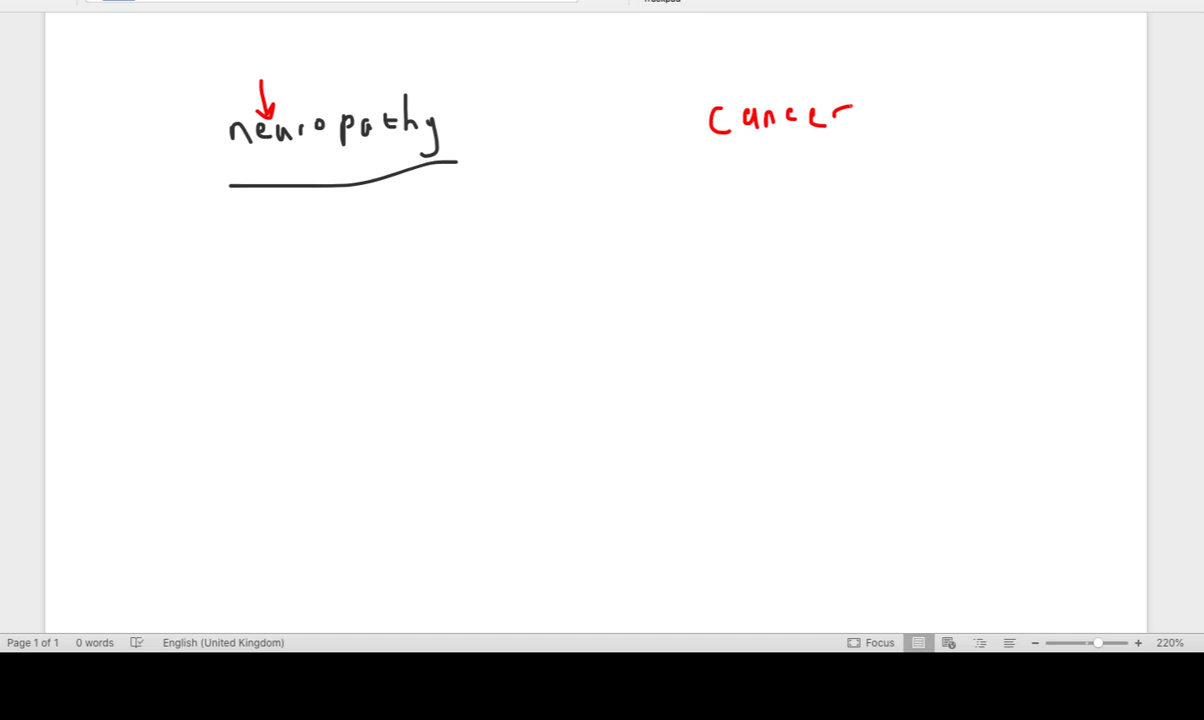 neuropathy cancer
Page 1 of 1 0 words English (United Kingdom) Focus 220%